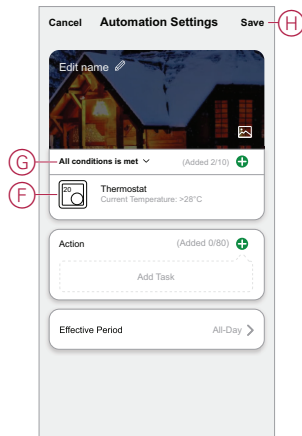 Cancel Automation Settings Save
H
Edit name
G
All conditions is met (Added 2/10)
F
20
Thermostat
Current Temperature: >28°C
Action (Added 0/80)
Add Task
Effective Period All-Day